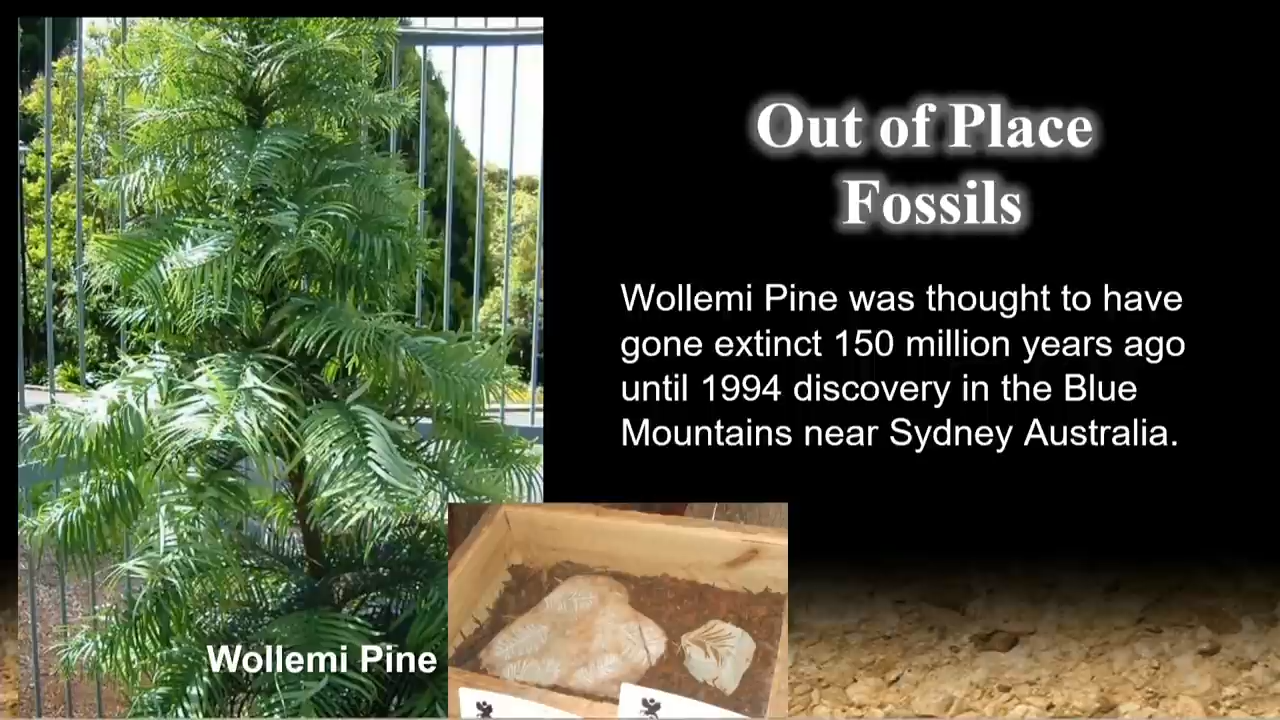 Out of Place
Fossils
Wollemi Pine was thought to have
gone extinct 150 million years ago
until 1994 discovery in the Blue
Mountains near Sydney Australia.
Wollemi Pine